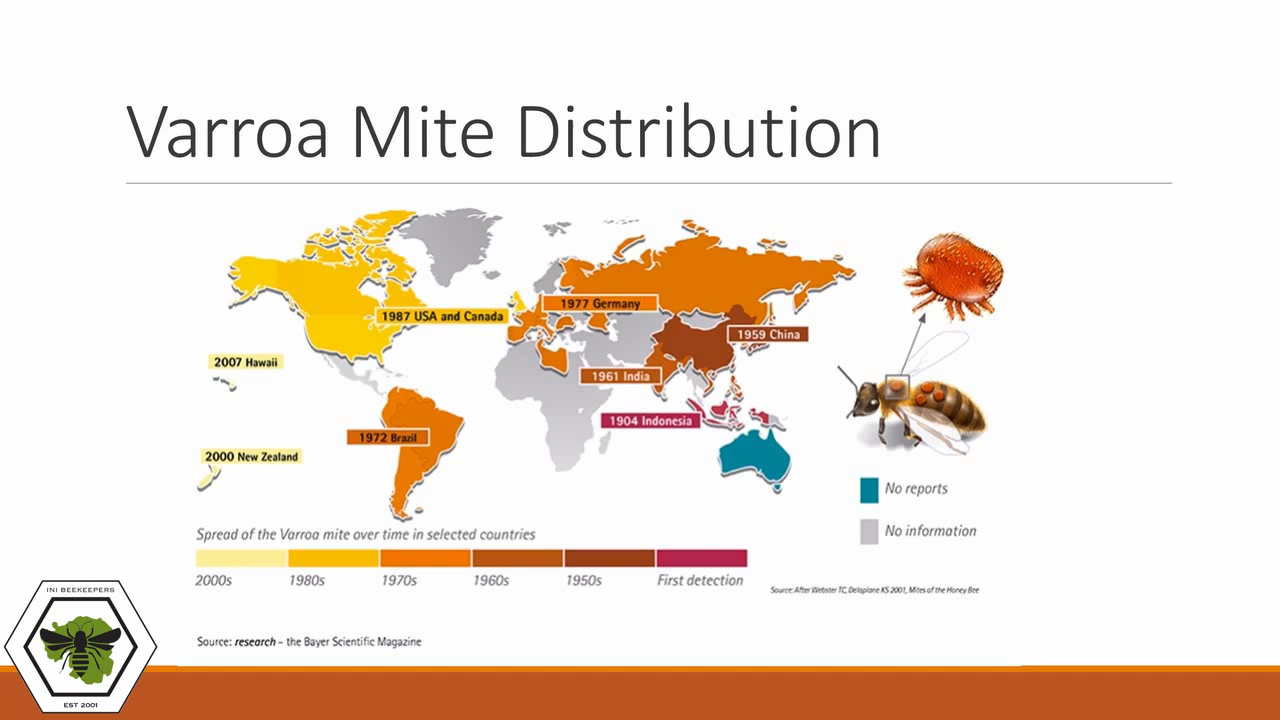 Varroa Mite Distribution
1987 USA and Canada
1977 Germany
1959 China
2007 Hawaii
1961 India
1904 Indonesia
1972 Brazil
2000 New Zealand
No reports
No information
Spread of the Varroa mite over time in selected countries
2000s 1980s 1970s 1960s 1950s First detection
Source: After Webster TC, Delaplane KS 2001, Mites of the Honey Bee
INI BEEKEEPERS
EST 2001
Source: research – the Bayer Scientific Magazine